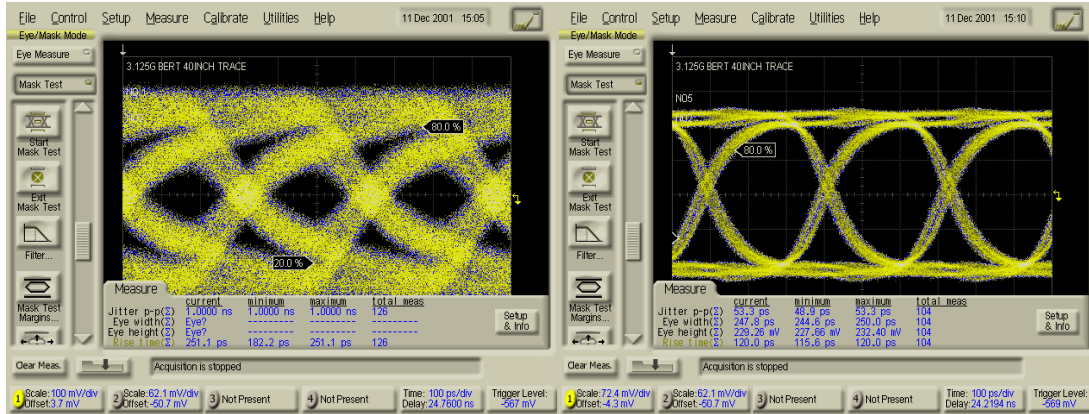 File Control Setup Measure Calibrate Utilities Help 11 Dec 2001 15:05
Eye/Mask Mode
Eye Measure
Mask Test
Start
Mask Test
Exit
Mask Test
Filter...
Mask Test
Margins...
3.125G BERT 40INCH TRACE
80.0 %
20.0 %
Measure
current minimum maximum total meas
Jitter p-p(Σ) 1.0000 ns 1.0000 ns 1.0000 ns 126
Eye width(Σ) Eye? --------- --------- ---------
Eye height(Σ) Eye? --------- --------- ---------
Rise time(Σ) 251.1 ps 182.2 ps 251.1 ps 126
Setup
& Info
Clear Meas. Acquisition is stopped
1 Scale:100 mV/div
Offset:3.7 mV
2 Scale:62.1 mV/div
Offset:-50.7 mV
3 Not Present
4 Not Present
Time: 100 ps/div
Delay:24.7600 ns
Trigger Level:
-567 mV
File Control Setup Measure Calibrate Utilities Help 11 Dec 2001 15:10
Eye/Mask Mode
Eye Measure
Mask Test
Start
Mask Test
Exit
Mask Test
Filter...
Mask Test
Margins...
3.125G BERT 40INCH TRACE
NO5
80.0 %
Measure
current minimum maximum total meas
Jitter p-p(Σ) 53.3 ps 48.9 ps 53.3 ps 104
Eye width(Σ) 247.8 ps 244.6 ps 250.0 ps 104
Eye height(Σ) 229.26 mV 227.66 mV 232.40 mV 104
Rise time(Σ) 120.0 ps 115.6 ps 120.0 ps 104
Setup
& Info
Clear Meas. Acquisition is stopped
1 Scale:72.4 mV/div
Offset:-4.3 mV
2 Scale:62.1 mV/div
Offset:-50.7 mV
3 Not Present
4 Not Present
Time: 100 ps/div
Delay:24.2194 ns
Trigger Level:
-569 mV